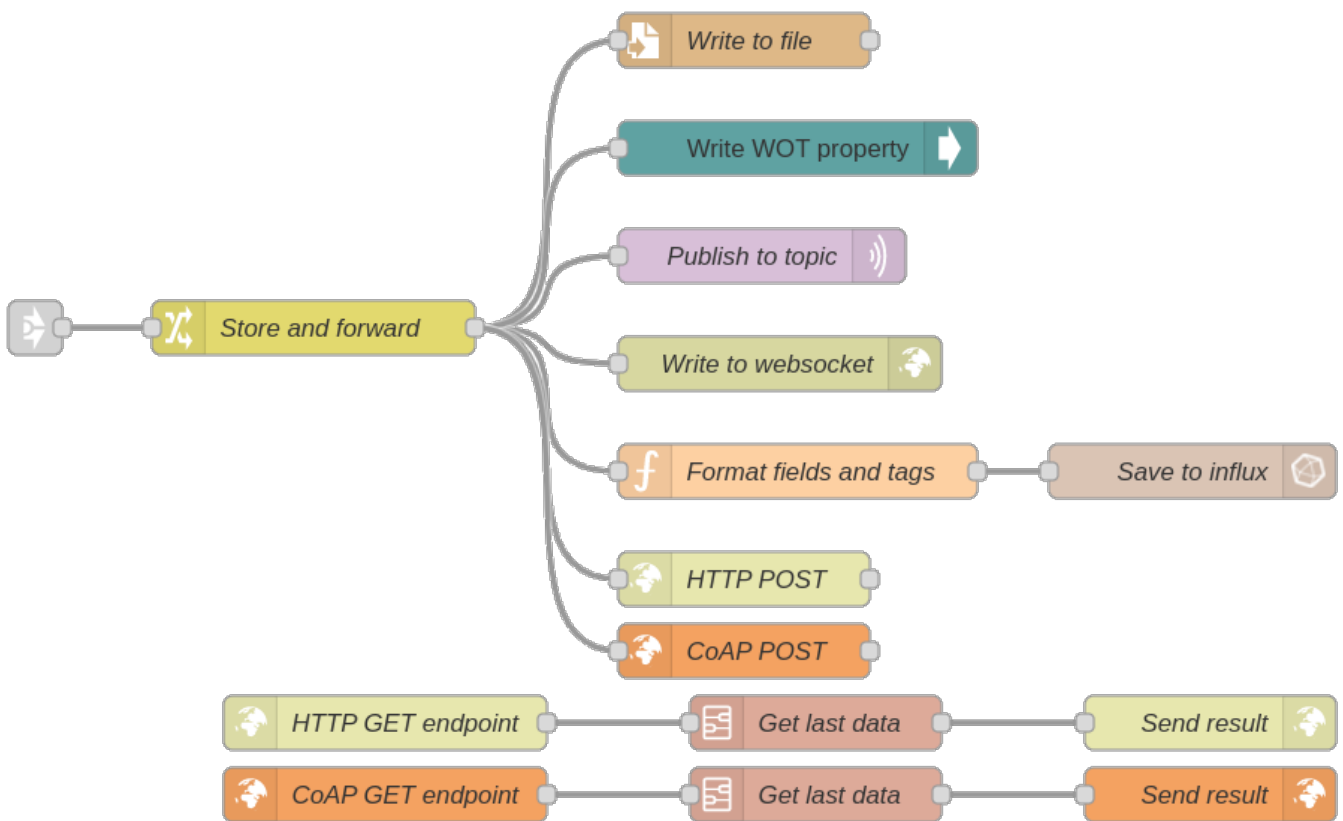 Write to file
Write WOT property
Publish to topic
Store and forward
Write to websocket
Format fields and tags
Save to influx
HTTP POST
CoAP POST
HTTP GET endpoint
Get last data
Send result
CoAP GET endpoint
Get last data
Send result